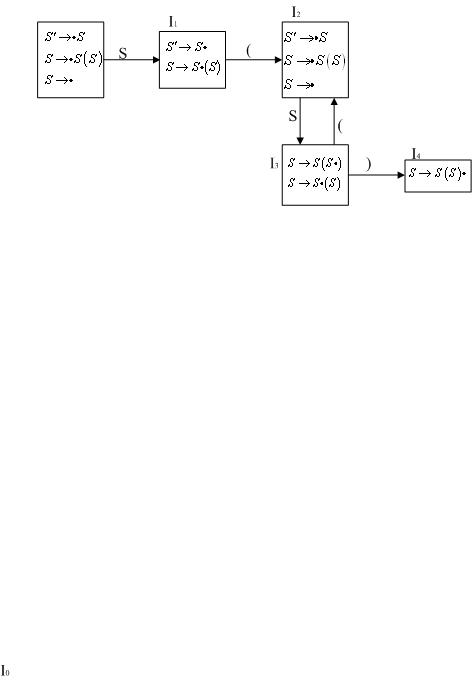 S' → •S
S → •S(S)
S → •
S
I₁
S' → S•
S → S•(S)
(
I₂
S' → •S
S → •S(S)
S → •
S
(
I₃
S → S(S•)
S → S•(S)
)
I₄
S → S(S)•
I₀